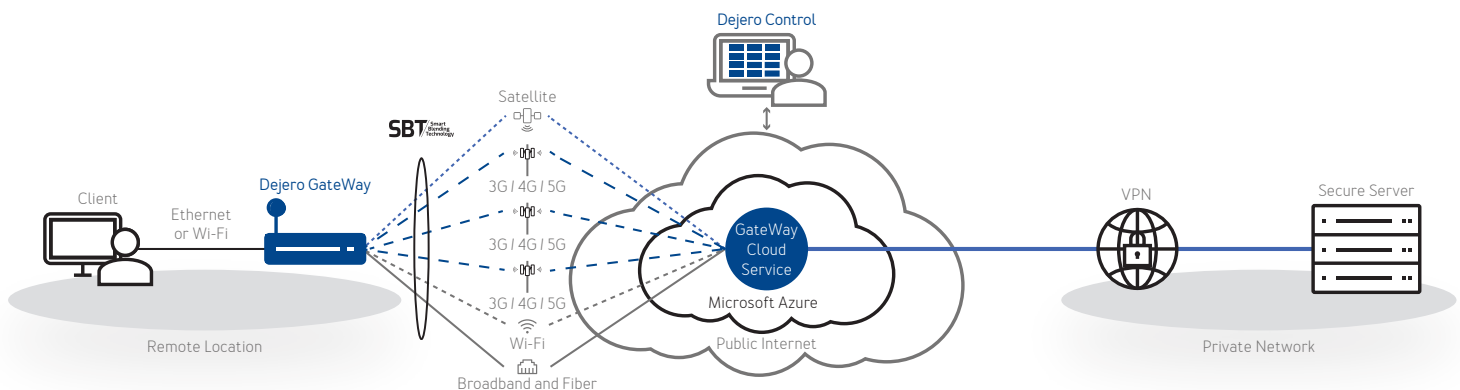 Dejero Control
Satellite
SBT Smart
Blending
Technology
Dejero GateWay
Client
Ethernet
or Wi-Fi
3G / 4G / 5G
3G / 4G / 5G
3G / 4G / 5G
Wi-Fi
Broadband and Fiber
Remote Location
GateWay
Cloud
Service
Microsoft Azure
Public Internet
VPN
Secure Server
Private Network